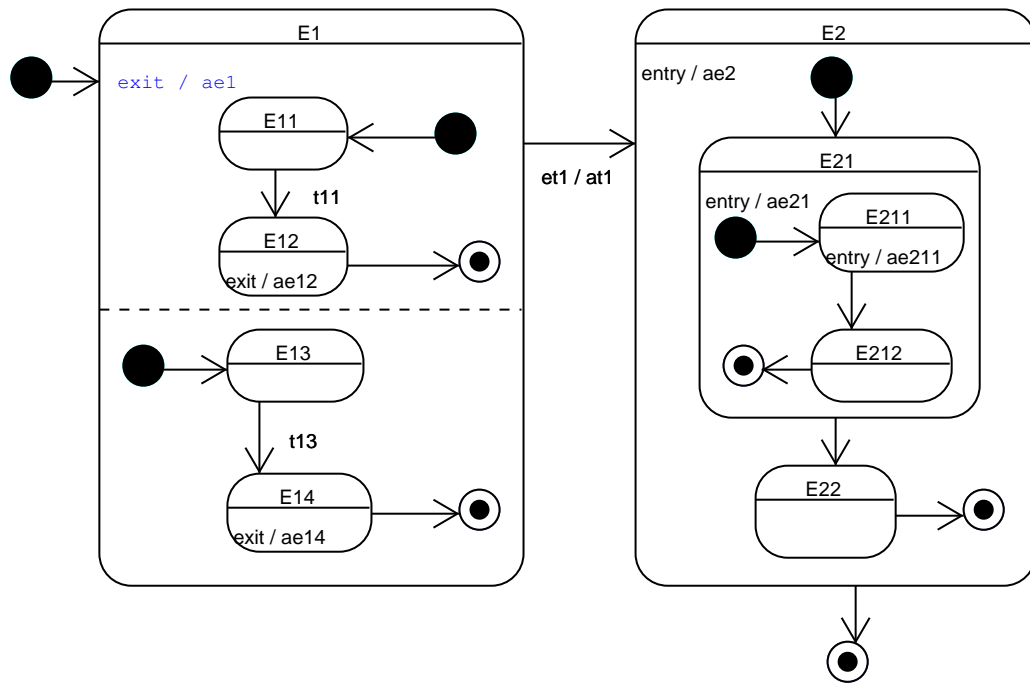 E1
exit / ae1
E11
t11
E12
exit / ae12
E13
t13
E14
exit / ae14
et1 / at1
E2
entry / ae2
E21
entry / ae21
E211
entry / ae211
E212
E22